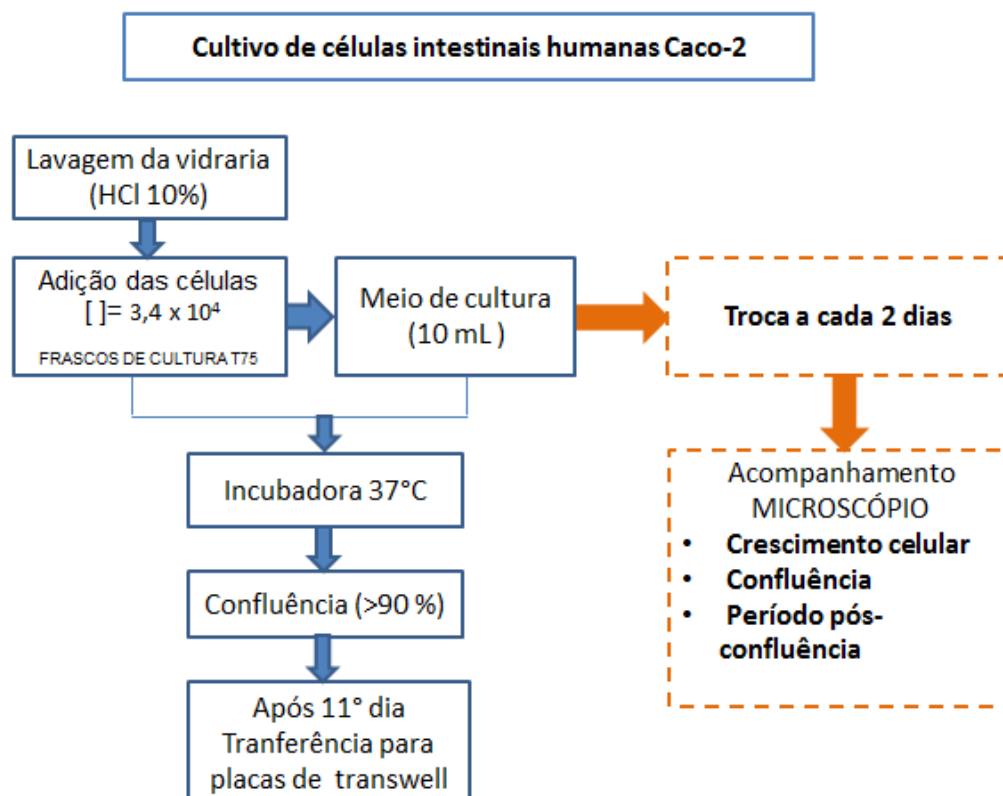 Cultivo de células intestinais humanas Caco-2
Lavagem da vidraria
(HCl 10%)
Adição das células
[ ]= 3,4 x 10⁴
FRASCOS DE CULTURA T75
Meio de cultura
(10 mL )
Troca a cada 2 dias
Incubadora 37°C
Confluência (>90 %)
Após 11° dia
Tranferência para
placas de transwell
Acompanhamento
MICROSCÓPIO
• Crescimento celular
• Confluência
• Período pós-
confluência